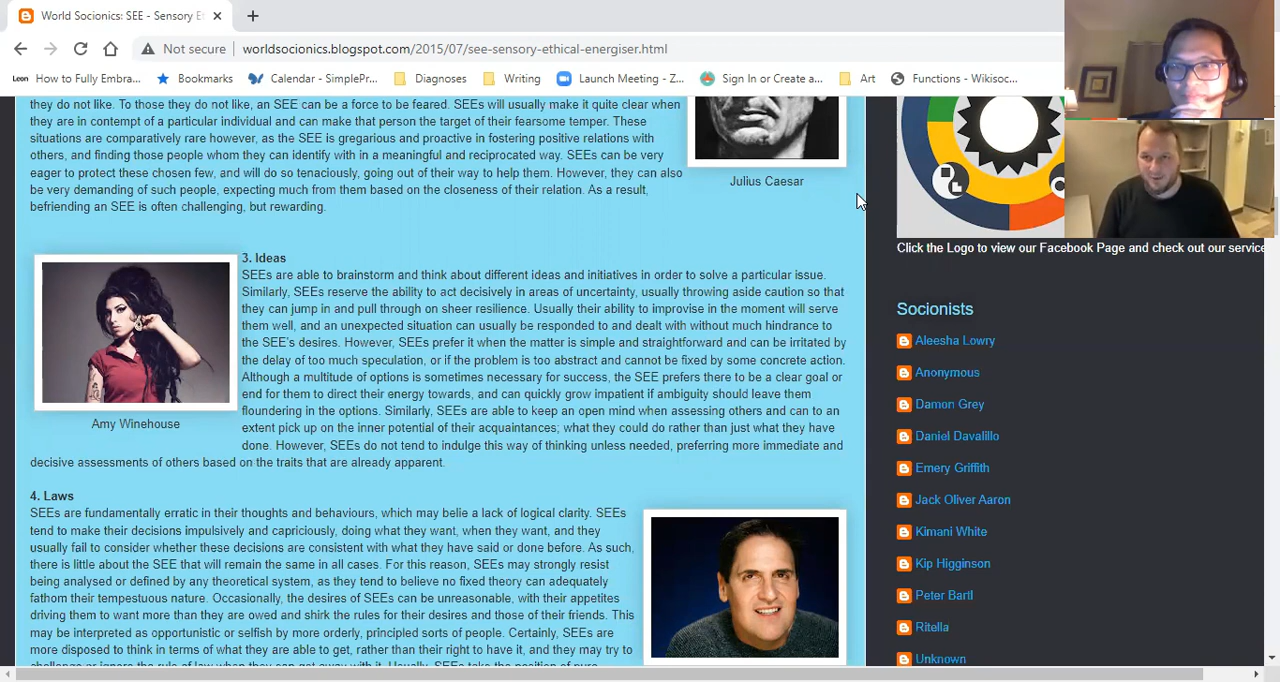 World Socionics: SEE - Sensory Et
Not secure
worldsocionics.blogspot.com/2015/07/see-sensory-ethical-energiser.html
Leon
How to Fully Embra...
Bookmarks
Calendar - SimplePr...
Diagnoses
Writing
Launch Meeting - Z...
Sign In or Create a...
Art
Functions - Wikisoc...
they do not like. To those they do not like, an SEE can be a force to be feared. SEEs will usually make it quite clear when
they are in contempt of a particular individual and can make that person the target of their fearsome temper. These
situations are comparatively rare however, as the SEE is gregarious and proactive in fostering positive relations with
others, and finding those people whom they can identify with in a meaningful and reciprocated way. SEEs can be very
eager to protect these chosen few, and will do so tenaciously, going out of their way to help them. However, they can also
be very demanding of such people, expecting much from them based on the closeness of their relation. As a result,
befriending an SEE is often challenging, but rewarding.
Julius Caesar
3. Ideas
SEEs are able to brainstorm and think about different ideas and initiatives in order to solve a particular issue.
Similarly, SEEs reserve the ability to act decisively in areas of uncertainty, usually throwing aside caution so that
they can jump in and pull through on sheer resilience. Usually their ability to improvise in the moment will serve
them well, and an unexpected situation can usually be responded to and dealt with without much hindrance to
the SEE's desires. However, SEEs prefer it when the matter is simple and straightforward and can be irritated by
the delay of too much speculation, or if the problem is too abstract and cannot be fixed by some concrete action.
Although a multitude of options is sometimes necessary for success, the SEE prefers there to be a clear goal or
end for them to direct their energy towards, and can quickly grow impatient if ambiguity should leave them
floundering in the options. Similarly, SEEs are able to keep an open mind when assessing others and can to an
extent pick up on the inner potential of their acquaintances; what they could do rather than just what they have
done. However, SEEs do not tend to indulge this way of thinking unless needed, preferring more immediate and
decisive assessments of others based on the traits that are already apparent.
Amy Winehouse
4. Laws
SEEs are fundamentally erratic in their thoughts and behaviours, which may belie a lack of logical clarity. SEEs
tend to make their decisions impulsively and capriciously, doing what they want, when they want, and they
usually fail to consider whether these decisions are consistent with what they have said or done before. As such,
there is little about the SEE that will remain the same in all cases. For this reason, SEEs may strongly resist
being analysed or defined by any theoretical system, as they tend to believe no fixed theory can adequately
fathom their tempestuous nature. Occasionally, the desires of SEEs can be unreasonable, with their appetites
driving them to want more than they are owed and shirk the rules for their desires and those of their friends. This
may be interpreted as opportunistic or selfish by more orderly, principled sorts of people. Certainly, SEEs are
more disposed to think in terms of what they are able to get, rather than their right to have it, and they may try to
challenge or ignore the rule of law when they can get away with it. Usually, SEEs take the position of pure
Click the Logo to view our Facebook Page and check out our service
Socionists
Aleesha Lowry
Anonymous
Damon Grey
Daniel Davalillo
Emery Griffith
Jack Oliver Aaron
Kimani White
Kip Higginson
Peter Bartl
Ritella
Unknown